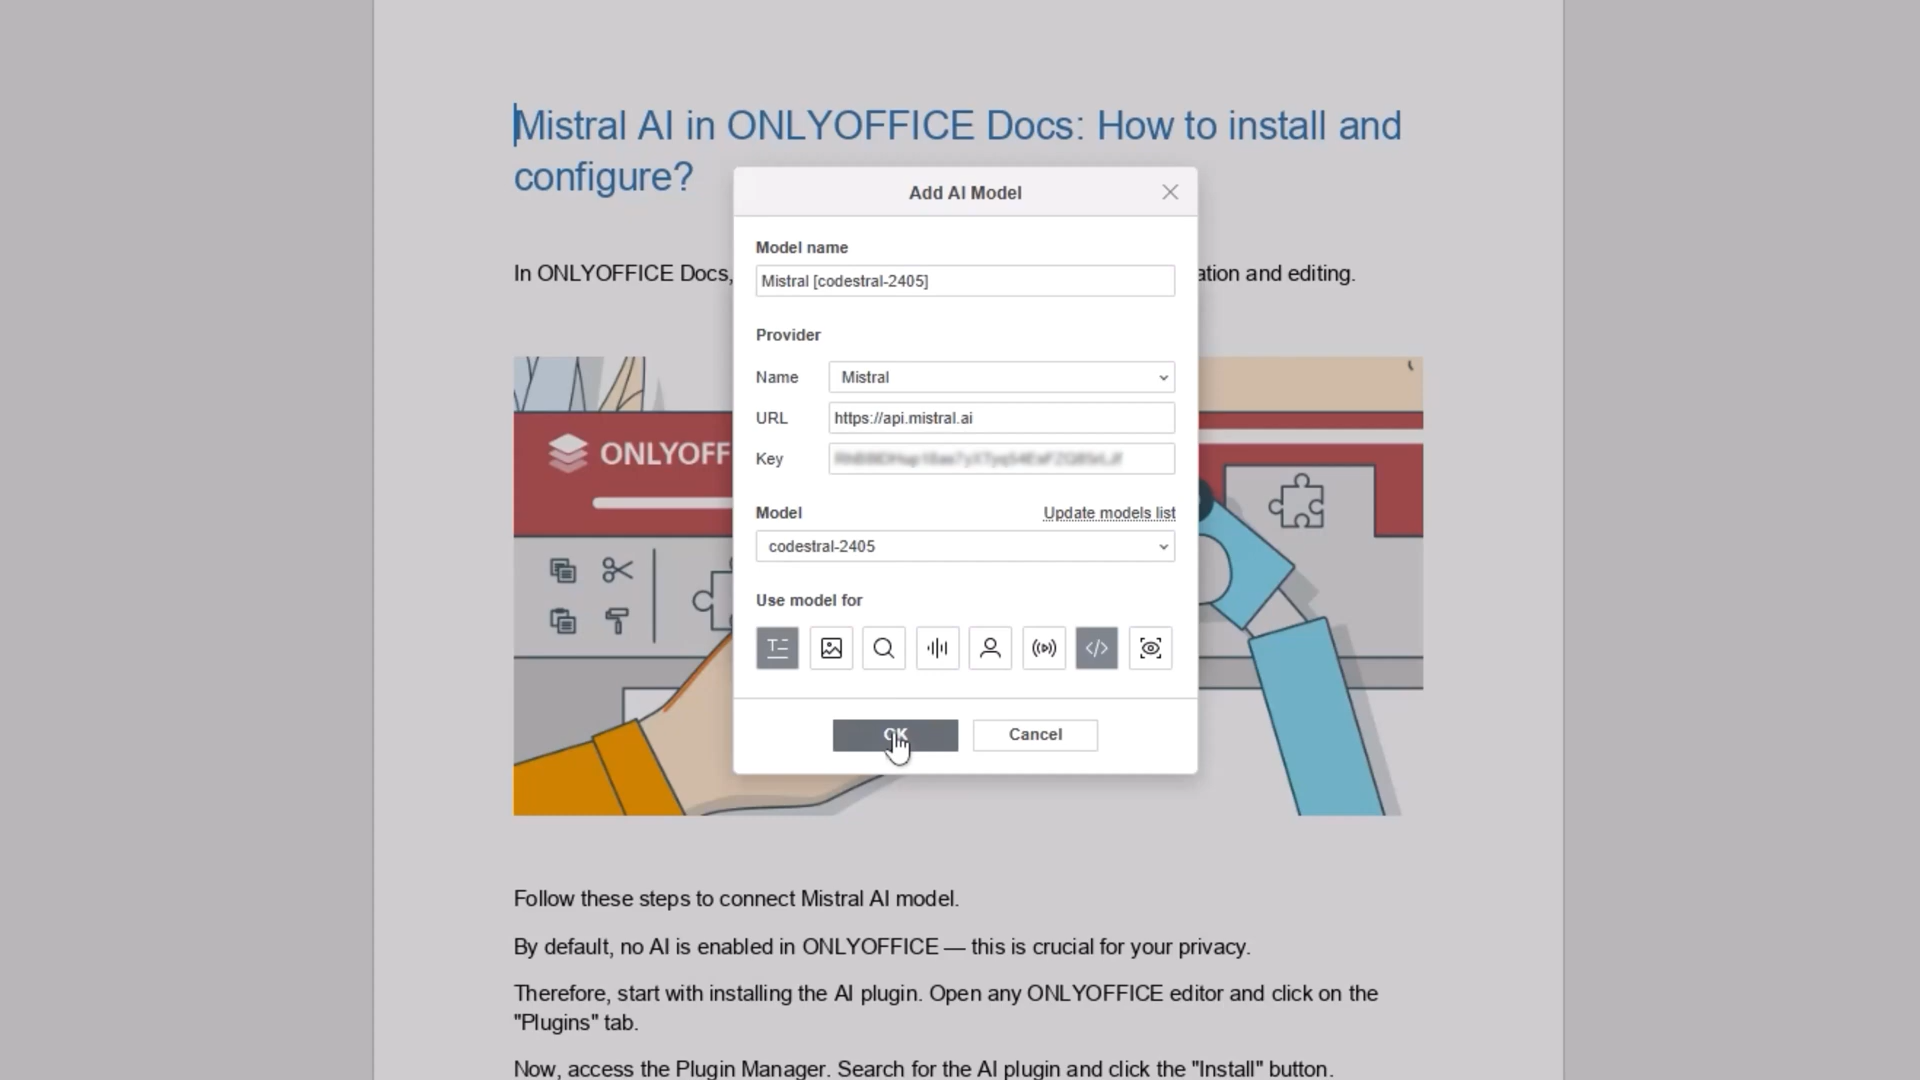 Mistral AI in ONLYOFFICE Docs: How to install and
configure?
In ONLYOFFICE Docs,
ation and editing.
ONLYOFF
Add AI Model
Model name
Mistral [codestral-2405]
Provider
Name
Mistral
URL
https://api.mistral.ai
Key
Model
Update models list
codestral-2405
Use model for
OK
Cancel
Follow these steps to connect Mistral AI model.
By default, no AI is enabled in ONLYOFFICE — this is crucial for your privacy.
Therefore, start with installing the AI plugin. Open any ONLYOFFICE editor and click on the
"Plugins" tab.
Now, access the Plugin Manager. Search for the AI plugin and click the "Install" button.